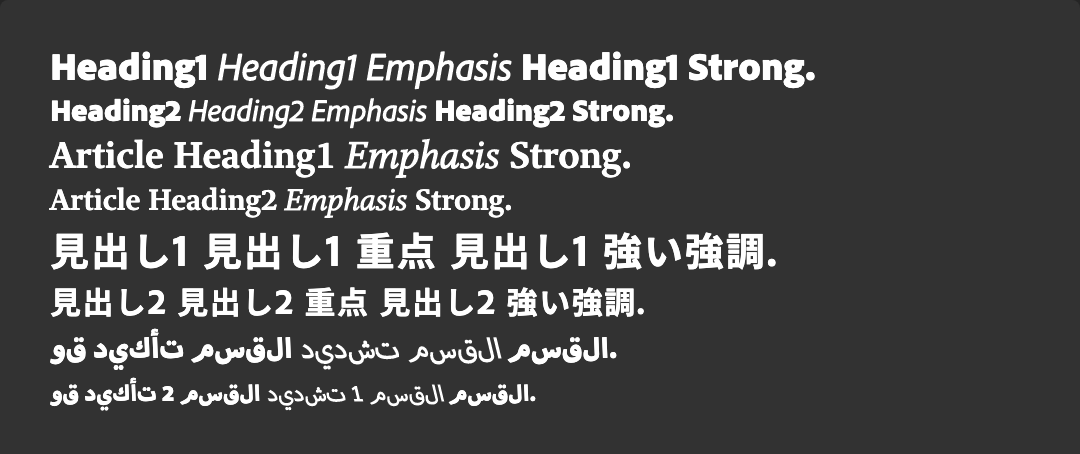 Heading1 Heading1 Emphasis Heading1 Strong.
Heading2 Heading2 Emphasis Heading2 Strong.
Article Heading1 Emphasis Strong.
Article Heading2 Emphasis Strong.
見出し1 見出し1 重点 見出し1 強い強調.
見出し2 見出し2 重点 見出し2 強い強調.
القسم القسم تشديد القسم تأكيد قو.
القسم القسم 1 تشديد القسم 2 تأكيد قو.